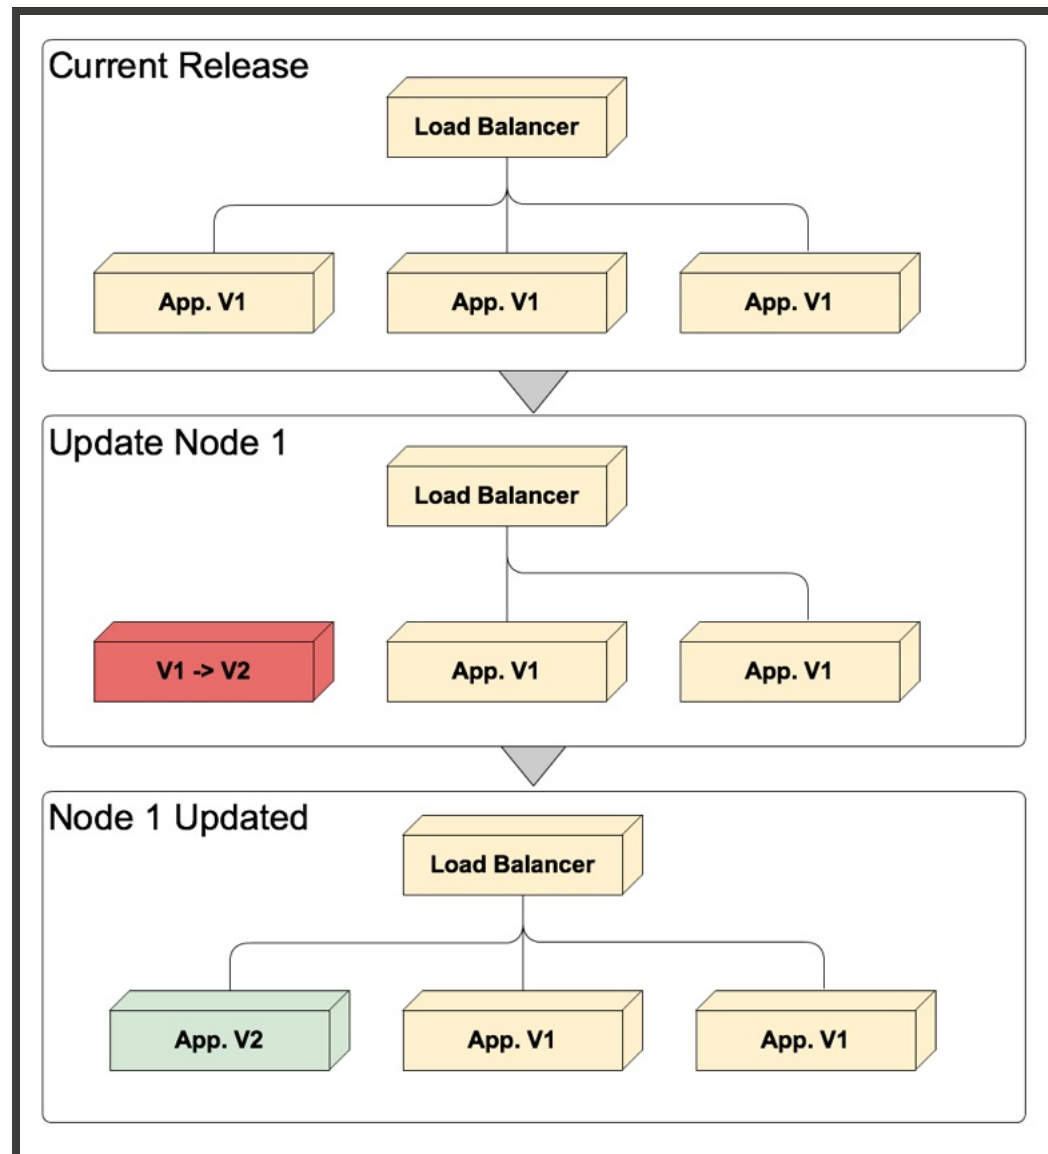 Current Release
Load Balancer
App. V1
App. V1
App. V1
Update Node 1
Load Balancer
V1 -> V2
App. V1
App. V1
Node 1 Updated
Load Balancer
App. V2
App. V1
App. V1